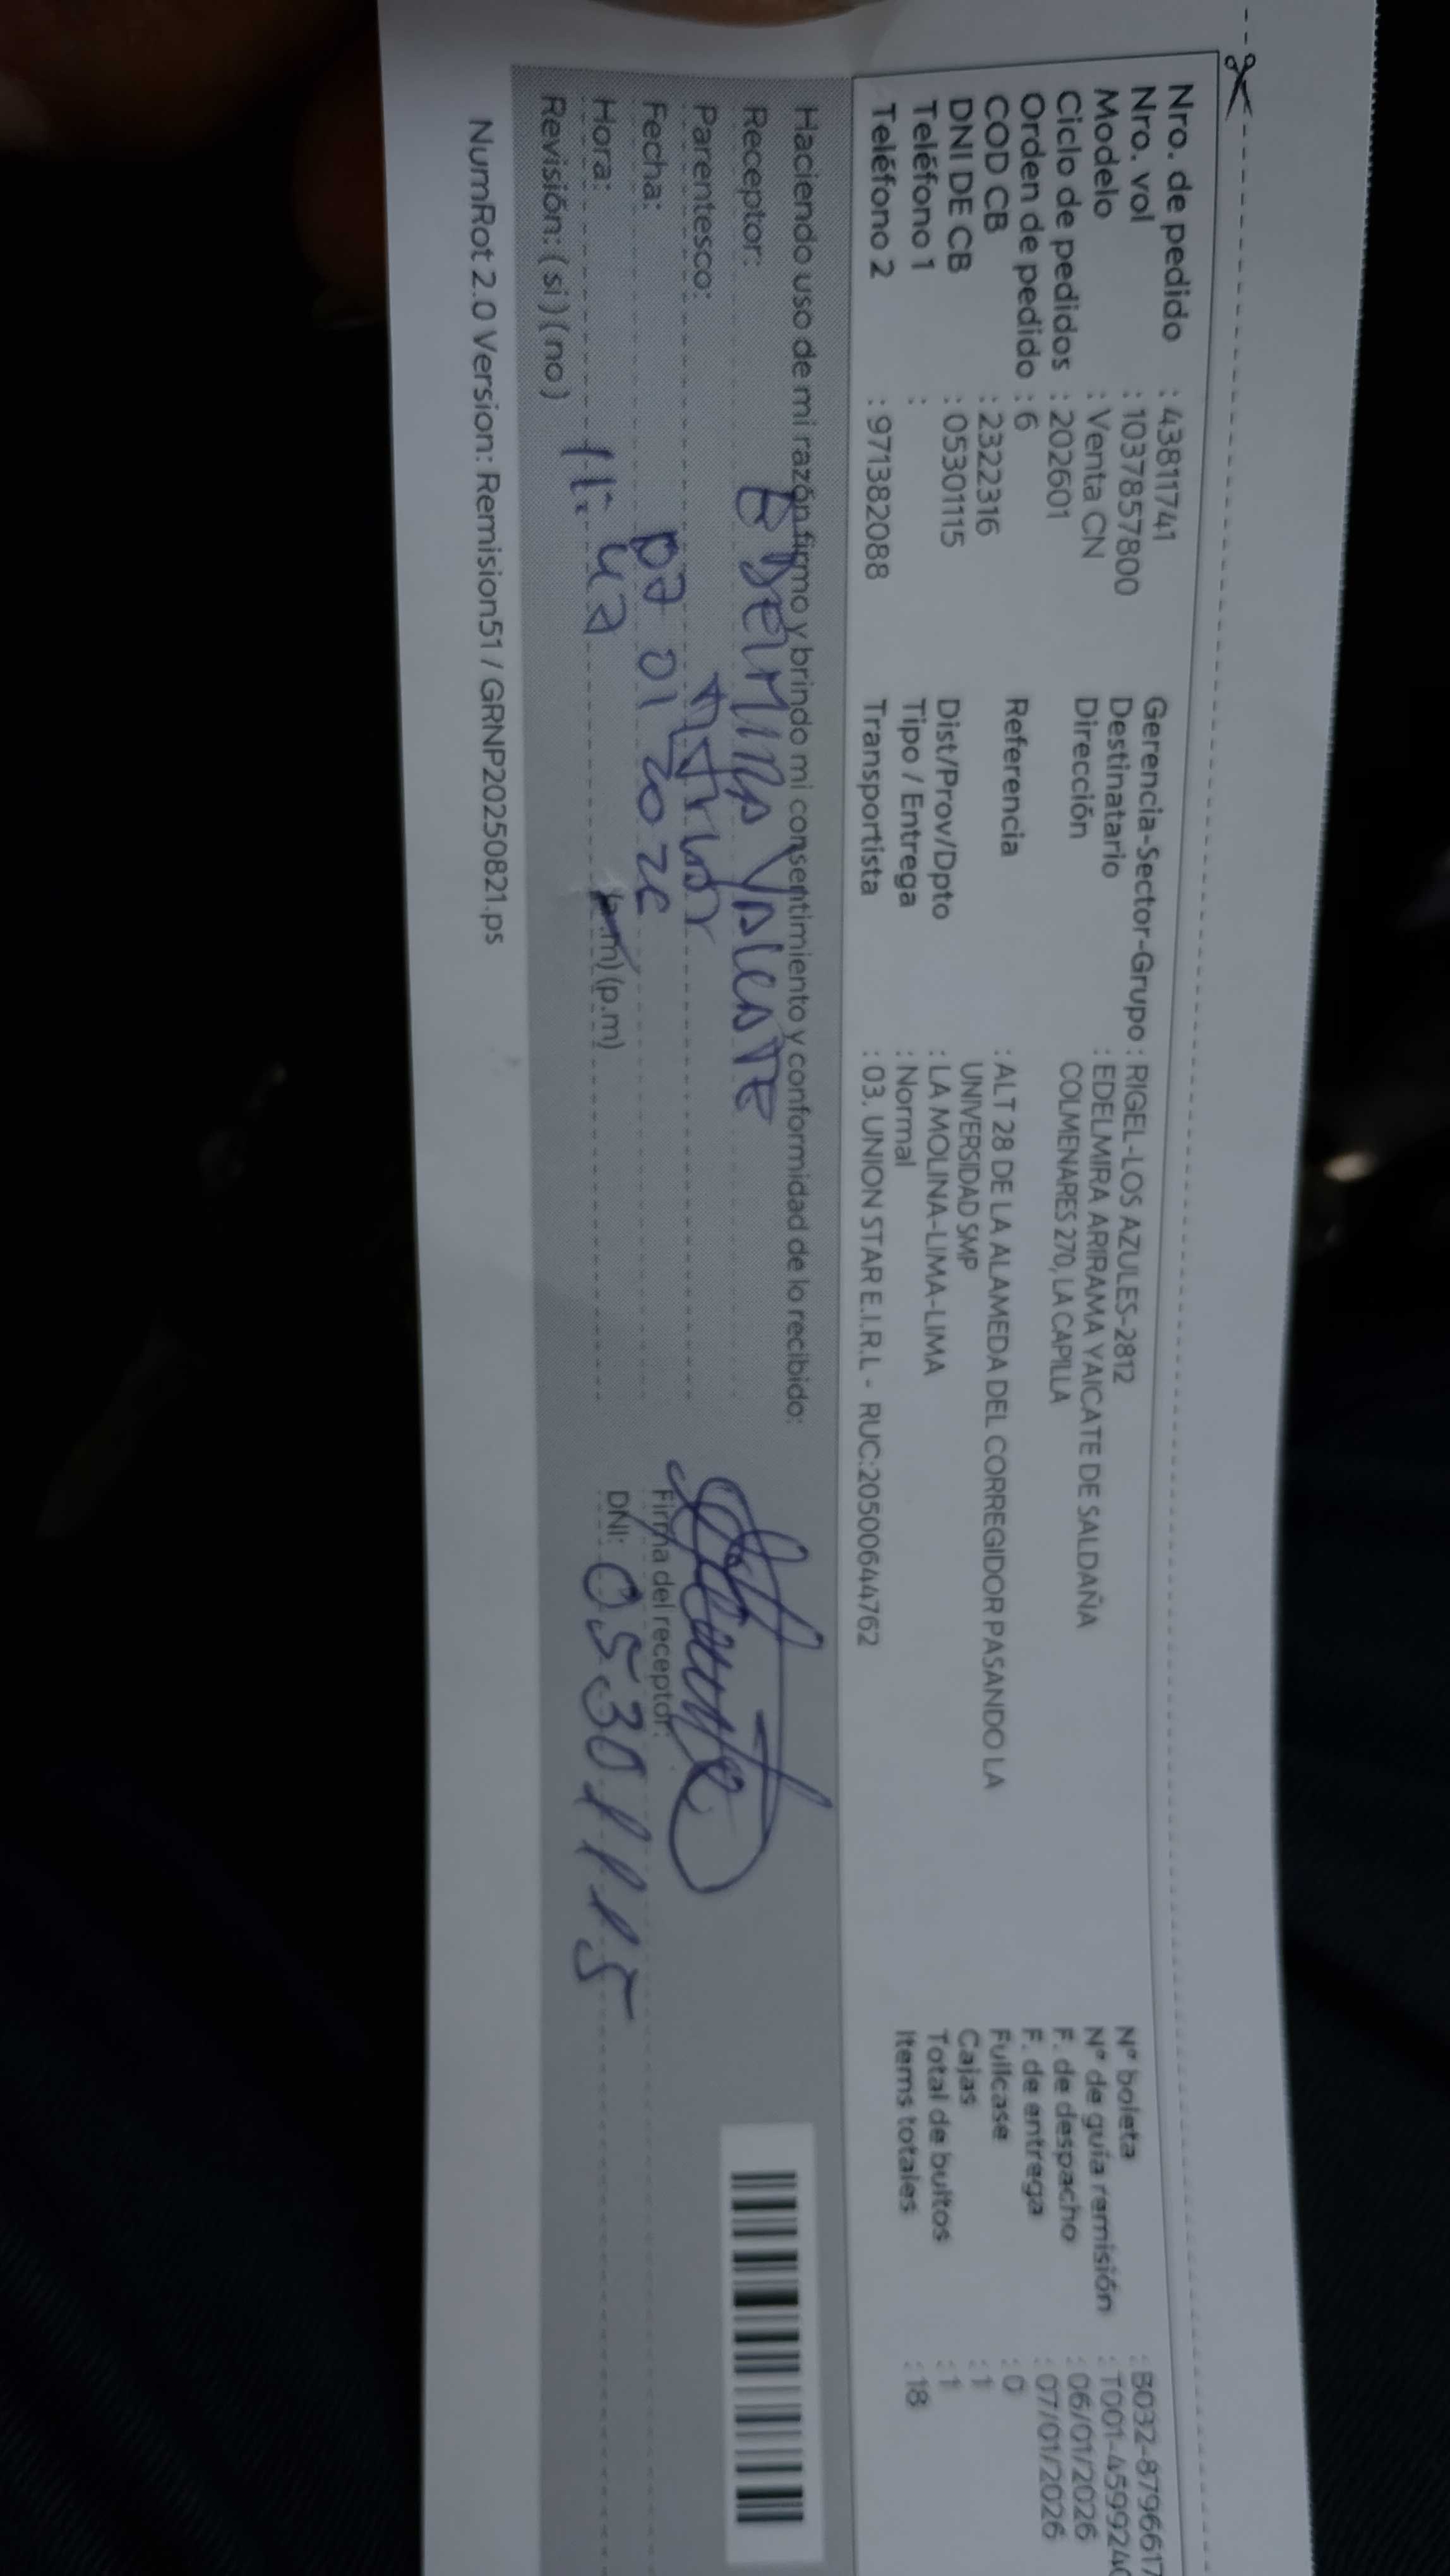 Nro. de pedido : 43811741
Nro. vol : 1037857800
Modelo : Venta CN
Ciclo de pedidos : 202601
Orden de pedido : 6
COD CB : 2322316
DNI DE CB : 05301115
Teléfono 1 :
Teléfono 2 : 971382088
Gerencia-Sector-Grupo : RIGEL-LOS AZULES-2812
Destinatario : EDELMIRA ARIRAMA YAICATE DE SALDAÑA
Dirección COLMENARES 270, LA CAPILLA
Referencia : ALT 28 DE LA ALAMEDA DEL CORREGIDOR PASANDO LA
UNIVERSIDAD SMP
Dist/Prov/Dpto : LA MOLINA-LIMA-LIMA
Tipo / Entrega : Normal
Transportista : 03. UNION STAR E.I.R.L - RUC:20500644762
N° boleta : B032-8796617
N° de guía remisión : T001-4599240
F. de despacho : 06/01/2026
F. de entrega : 07/01/2026
Fullcase : 0
Cajas : 1
Total de bultos : 1
Items totales : 18
Haciendo uso de mi razón firmo y brindo mi consentimiento y conformidad de lo recibido:
Receptor:
Parentesco:
Fecha: 01 202
Hora: 11: (a.m) (p.m)
Revisión: ( si ) ( no )
Firma del receptor:
DNI: 05301115
NumRot 2.0 Version: Remision51 / GRNP20250821.ps